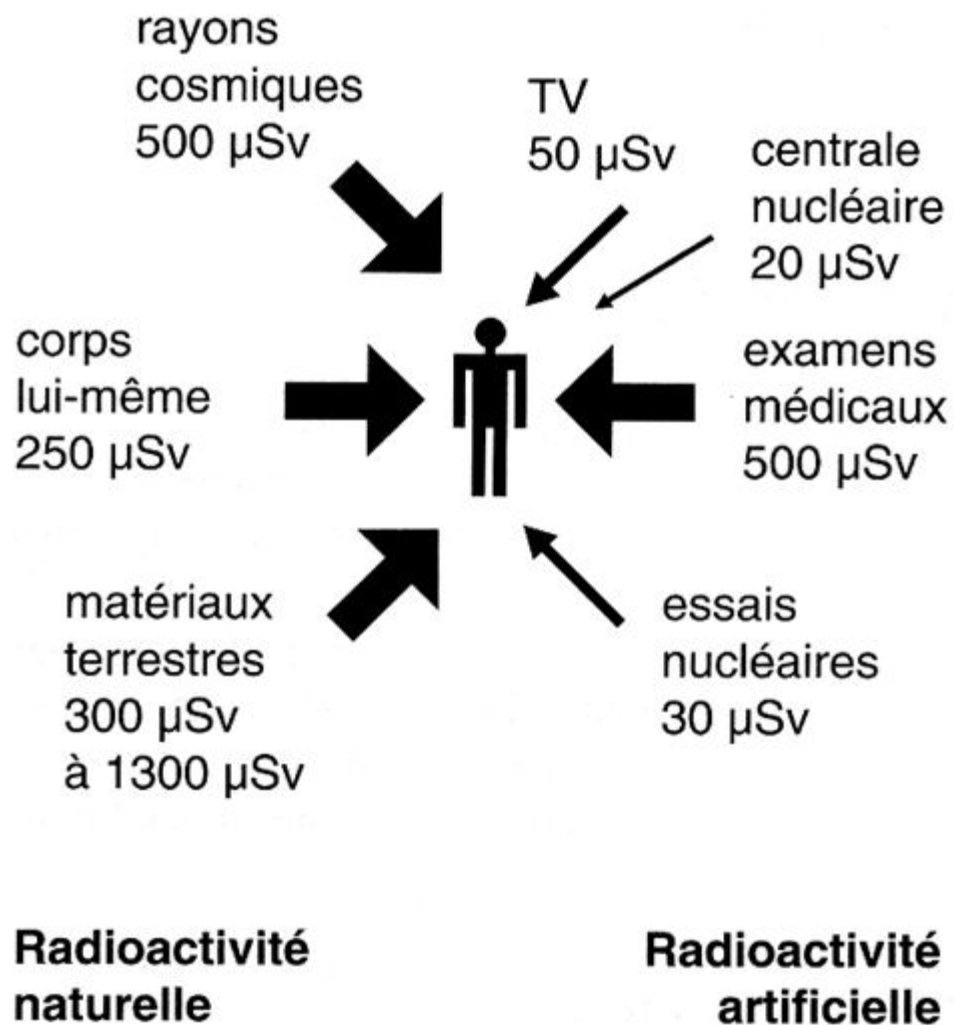 rayons
cosmiques
500 µSv
TV
50 µSv
centrale
nucléaire
20 µSv
corps
lui-même
250 µSv
examens
médicaux
500 µSv
matériaux
terrestres
300 µSv
à 1300 µSv
essais
nucléaires
30 µSv
Radioactivité
naturelle
Radioactivité
artificielle